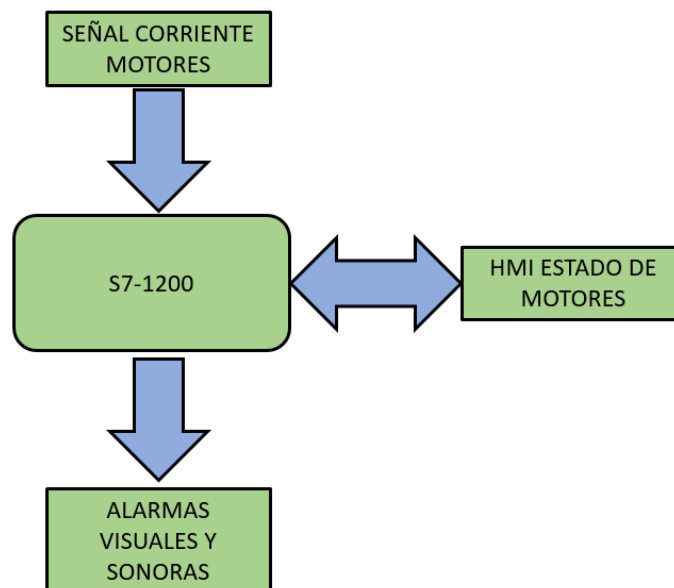 SEÑAL CORRIENTE
MOTORES
S7-1200
HMI ESTADO DE
MOTORES
ALARMAS
VISUALES Y
SONORAS